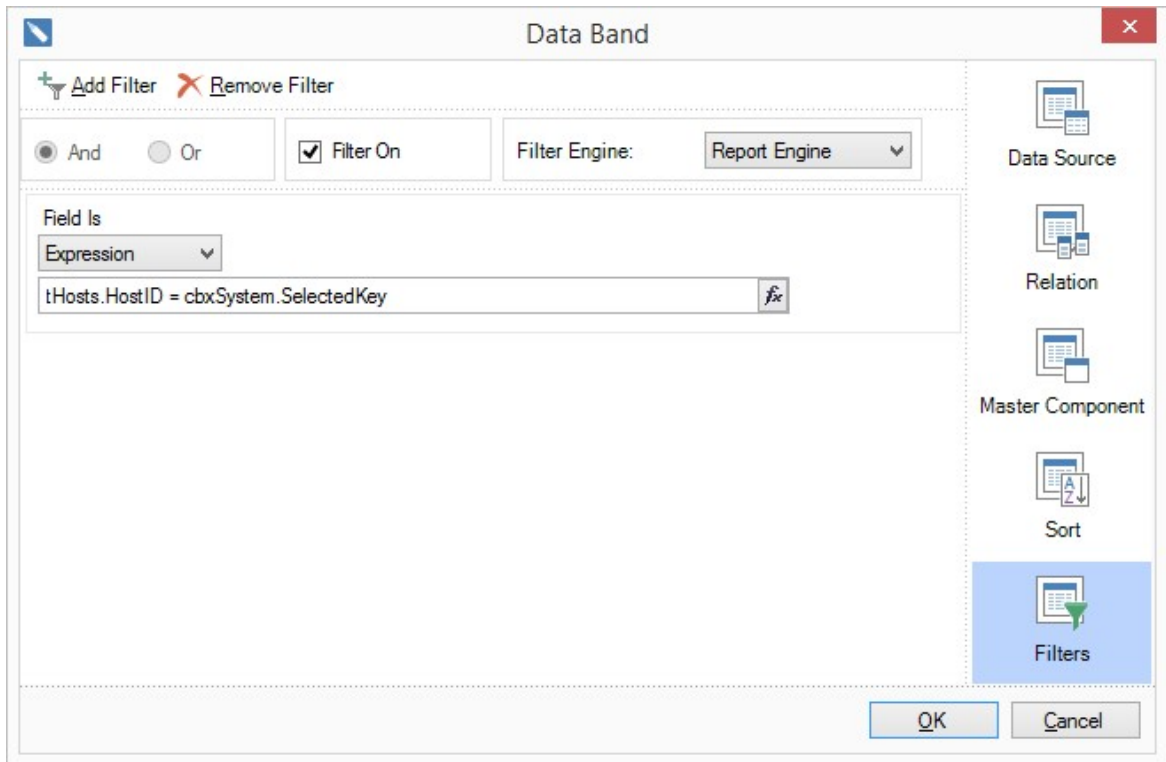 Data Band
Add Filter Remove Filter
And Or Filter On Filter Engine: Report Engine
Field Is
Expression
tHosts.HostID = cbxSystem.SelectedKey
Data Source
Relation
Master Component
Sort
Filters
OK Cancel